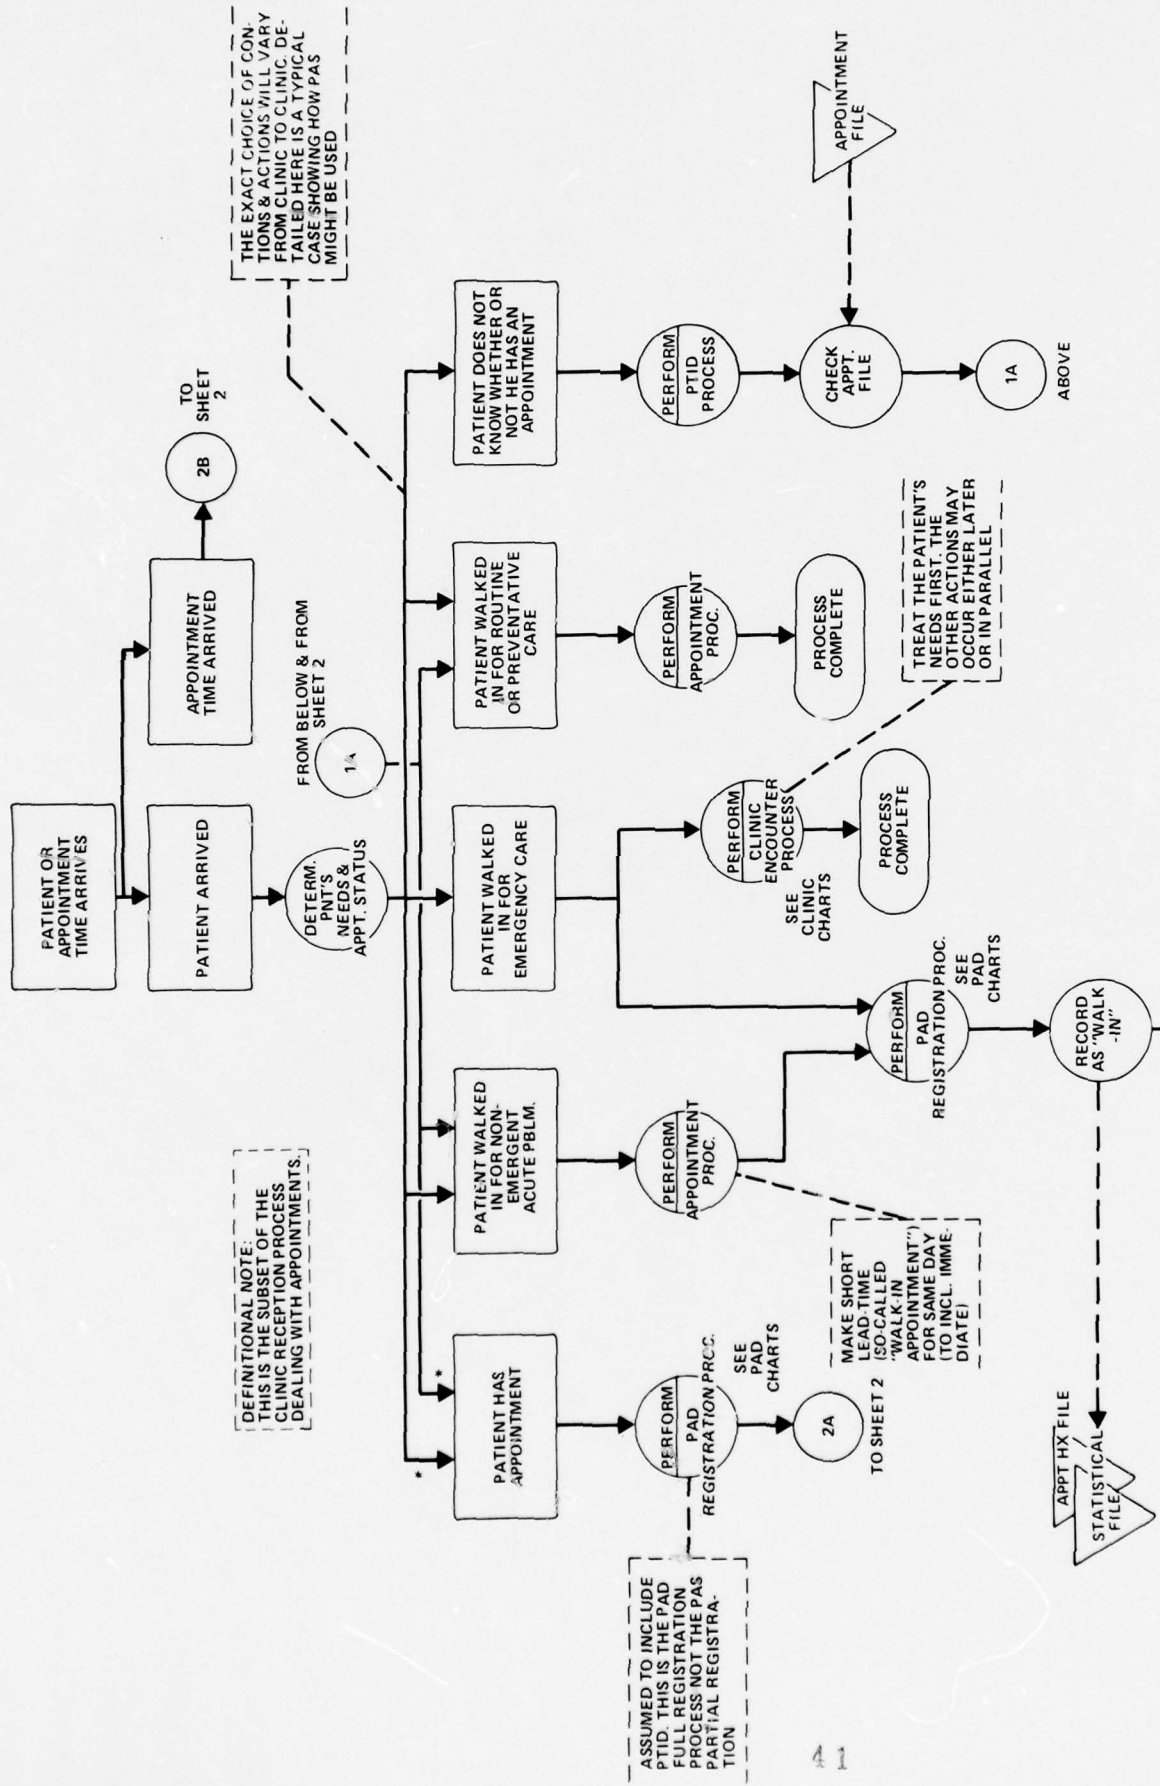 PATIENT OR
APPOINTMENT
TIME ARRIVES
PATIENT ARRIVED
APPOINTMENT
TIME ARRIVED
2B
TO
SHEET
2
DETERM.
PNT'S
NEEDS &
APPT. STATUS
FROM BELOW & FROM
SHEET 2
1A
THE EXACT CHOICE OF CON-
TIONS & ACTIONS WILL VARY
FROM CLINIC TO CLINIC. DE-
TAILED HERE IS A TYPICAL
CASE SHOWING HOW PAS
MIGHT BE USED
DEFINITIONAL NOTE:
THIS IS THE SUBSET OF THE
CLINIC RECEPTION PROCESS
DEALING WITH APPOINTMENTS.
*
*
PATIENT HAS
APPOINTMENT
PATIENT WALKED
IN FOR NON-
EMERGENT
ACUTE PBLM.
PATIENT WALKED
IN FOR
EMERGENCY CARE
PATIENT WALKED
IN FOR ROUTINE
OR PREVENTATIVE
CARE
PATIENT DOES NOT
KNOW WHETHER OR
NOT HE HAS AN
APPOINTMENT
ASSUMED TO INCLUDE
PTID. THIS IS THE PAD
FULL REGISTRATION
PROCESS NOT THE PAS
PARTIAL REGISTRA-
TION
PERFORM
PAD
REGISTRATION PROC.
SEE
PAD
CHARTS
2A
TO SHEET 2
PERFORM
APPOINTMENT
PROC.
MAKE SHORT
LEAD-TIME
(SO-CALLED
"WALK-IN
APPOINTMENT")
FOR SAME DAY
(TO INCL. IMME-
DIATE)
PERFORM
CLINIC
ENCOUNTER
PROCESS
SEE
CLINIC
CHARTS
PROCESS
COMPLETE
PERFORM
APPOINTMENT
PROC.
PROCESS
COMPLETE
TREAT THE PATIENT'S
NEEDS FIRST. THE
OTHER ACTIONS MAY
OCCUR EITHER LATER
OR IN PARALLEL
PERFORM
PTID
PROCESS
CHECK
APPT.
FILE
APPOINTMENT
FILE
1A
ABOVE
PERFORM
PAD
REGISTRATION PROC.
SEE
PAD
CHARTS
RECORD
AS "WALK
-IN"
APPT HX FILE
STATISTICAL
FILE
41